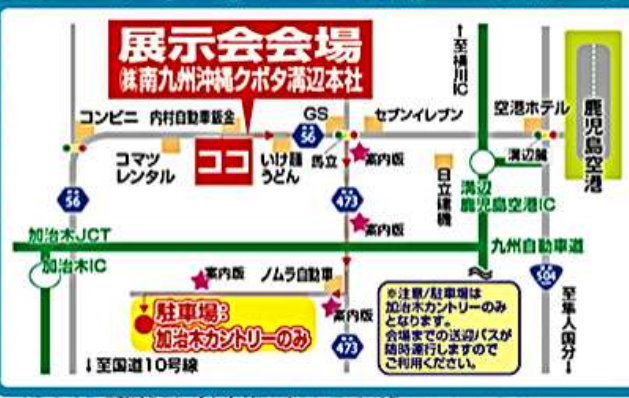 展示会会場
㈱南九州沖縄クボタ溝辺本社
↑至横川IC
コンビニ
内村自動車鈑金
GS
セブンイレブン
空港ホテル
鹿児島空港
56
コマツ
レンタル
ココ
いけ麺
うどん
馬立
案内版
日立建機
溝辺
鹿児島空港IC
56
473
加治木JCT
案内版
九州自動車道
加治木IC
案内版
ノムラ自動車
504
駐車場:
加治木カントリーのみ
案内版
※注意/駐車場は
加治木カントリーのみ
となります。
会場までの送迎バスが
随時運行しますので
ご利用ください。
至隼人国分↓
↓至国道10号線
473